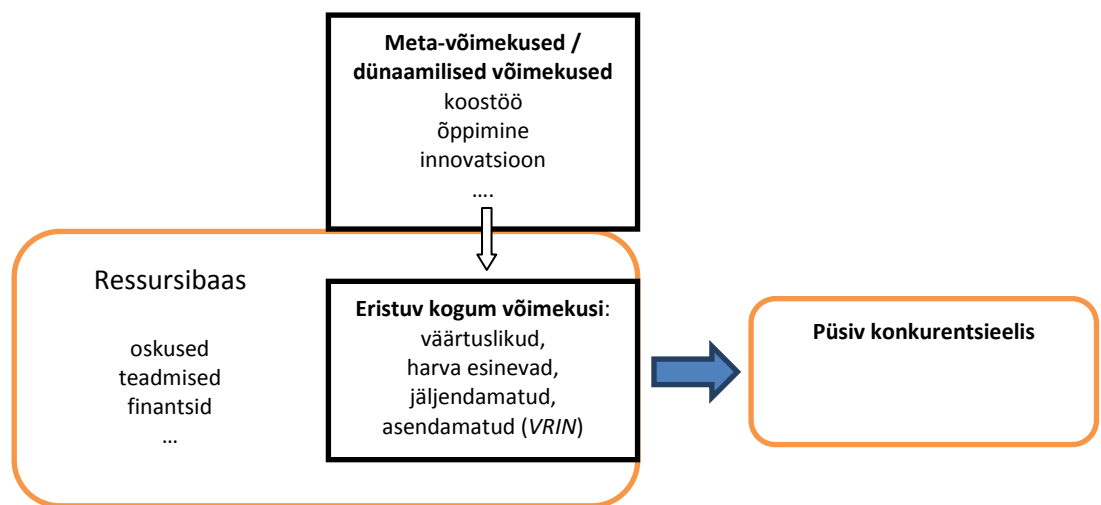 Meta-võimekused /
dünaamilised võimekused
koostöö
õppimine
innovatsioon
….
Ressursibaas
oskused
teadmised
finantsid
…
Eristuv kogum võimekusi:
väärtuslikud,
harva esinevad,
jäljendamatud,
asendamatud (VRIN)
Püsiv konkurentsieelis